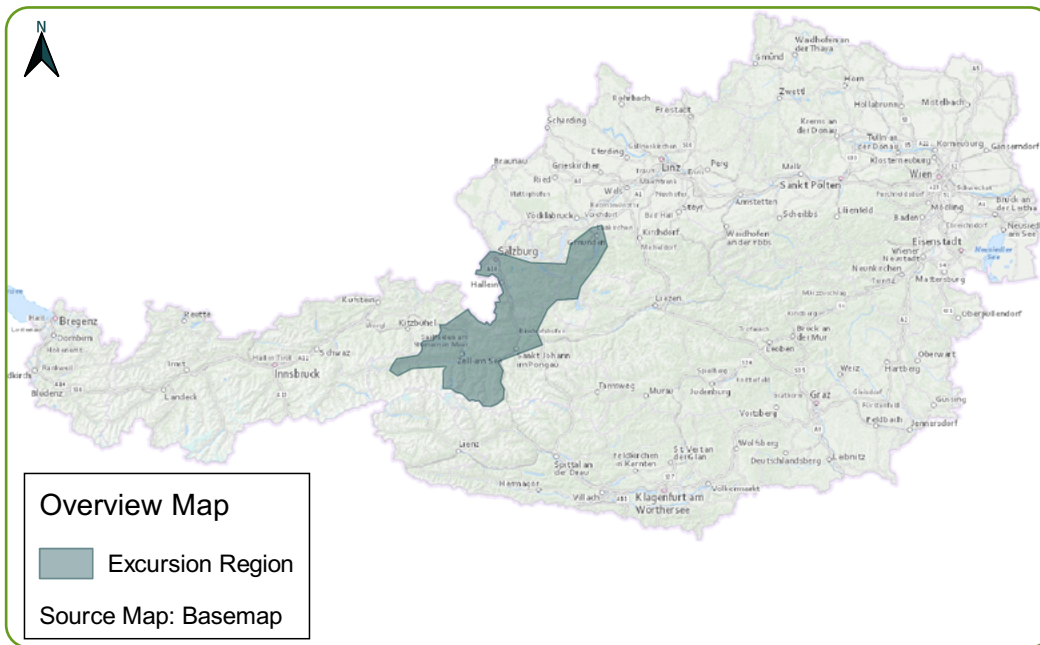 N
Waidhofen an
der Thaya
Gmünd
Horn
Zwettl
Hollabrunn
Mistelbach
Rohrbach
Freistadt
Krems an
der Donau
Schärding
Tulln an
der Donau
Korneuburg
Gänserndorf
Eferding
Linz
Klosterneuburg
Braunau
Grieskirchen
Perg
Melk
Wien
Ried
Sankt Pölten
Wels
Amstetten
Mödling
Bruck an
der Leitha
Steyr
Vöcklabruck
Scheibbs
Lilienfeld
Baden
Neusiedl
am See
Kirchdorf
Waidhofen
an der Ybbs
Gmunden
Eisenstadt
Salzburg
Wiener
Neustadt
Neusiedler
See
Neunkirchen
Mattersburg
Hallein
Liezen
Oberpullendorf
Kufstein
Bregenz
Reutte
Kitzbühel
Dornbirn
Bruck an
der Mur
Schwaz
Zell am See
Sankt Johann
im Pongau
Leoben
Oberwart
Hall in Tirol
Imst
Innsbruck
Weiz
Hartberg
Bludenz
Landeck
Tamsweg
Murau
Judenburg
Graz
Güssing
Voitsberg
Feldbach
Jennersdorf
Lienz
Wolfsberg
Feldkirchen
in Kärnten
St. Veit an
der Glan
Leibnitz
Deutschlandsberg
Spittal an
der Drau
Hermagor
Völkermarkt
Villach
Klagenfurt am
Wörthersee
Overview Map
Excursion Region
Source Map: Basemap